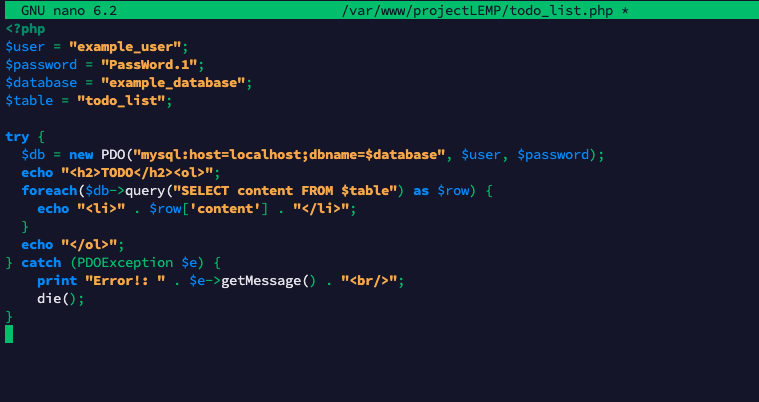 GNU nano 6.2 /var/www/projectLEMP/todo_list.php *
<?php
$user = "example_user";
$password = "PassWord.1";
$database = "example_database";
$table = "todo_list";

try {
  $db = new PDO("mysql:host=localhost;dbname=$database", $user, $password);
  echo "<h2>TODO</h2><ol>";
  foreach($db->query("SELECT content FROM $table") as $row) {
    echo "<li>" . $row['content'] . "</li>";
  }
  echo "</ol>";
} catch (PDOException $e) {
    print "Error!: " . $e->getMessage() . "<br/>";
    die();
}